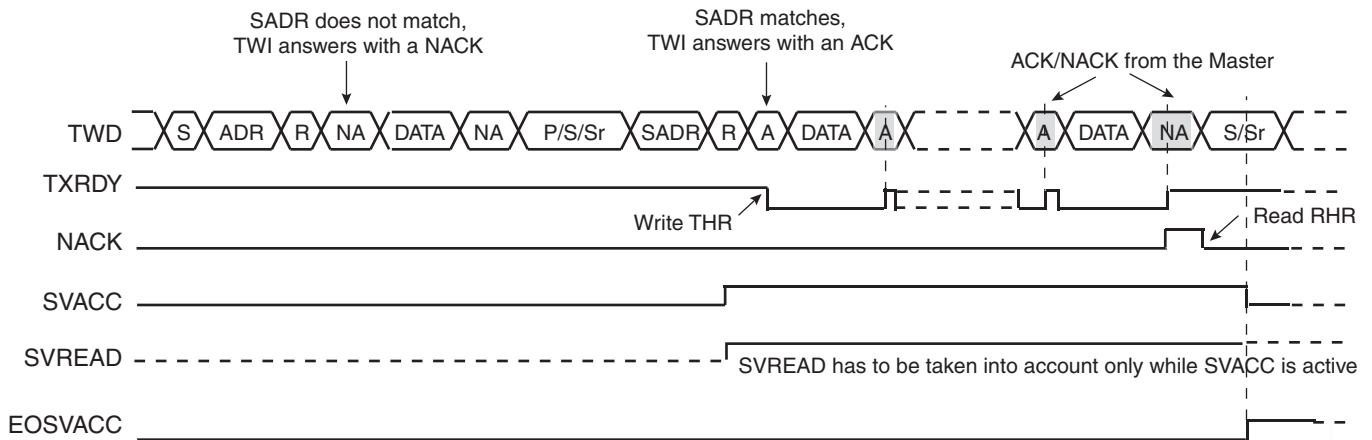 SADR does not match,
TWI answers with a NACK
SADR matches,
TWI answers with an ACK
ACK/NACK from the Master
TWD
S ADR R NA DATA NA P/S/Sr SADR R A DATA A A DATA NA S/Sr
TXRDY
Write THR
Read RHR
NACK
SVACC
SVREAD
SVREAD has to be taken into account only while SVACC is active
EOSVACC